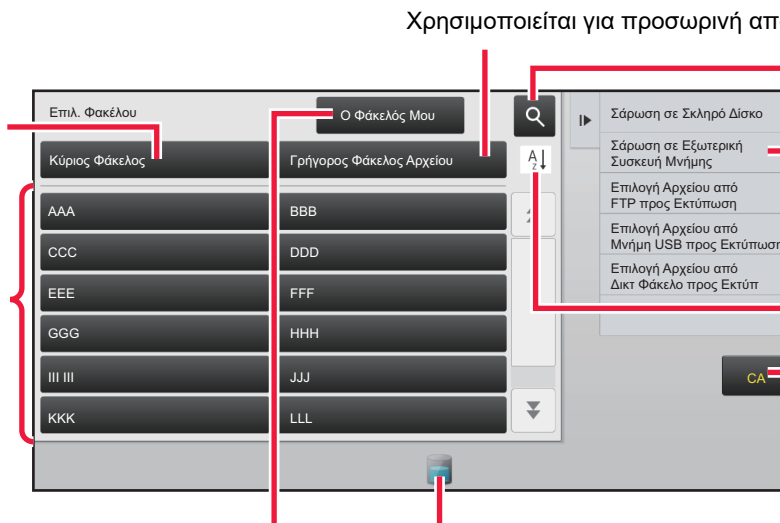 Χρησιμοποιείται για προσωρινή απ
Επιλ. Φακέλου
Ο Φάκελός Μου
Κύριος Φάκελος
Γρήγορος Φάκελος Αρχείου
A
Z
AAA
BBB
CCC
DDD
EEE
FFF
GGG
HHH
III III
JJJ
KKK
LLL
Σάρωση σε Σκληρό Δίσκο
Σάρωση σε Εξωτερική
Συσκευή Μνήμης
Επιλογή Αρχείου από
FTP προς Εκτύπωση
Επιλογή Αρχείου από
Μνήμη USB προς Εκτύπωση
Επιλογή Αρχείου από
Δικτ Φάκελο προς Εκτύπ
CA